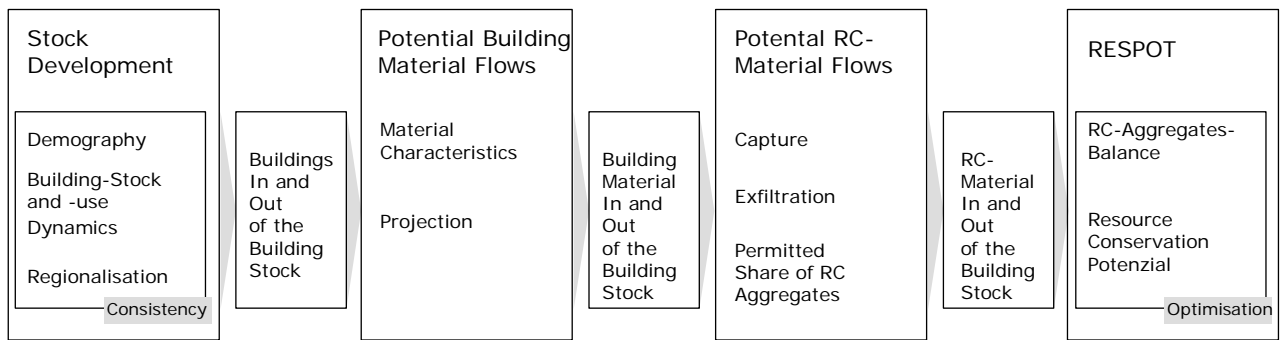 Stock
Development
Demography
Building-Stock
and -use
Dynamics
Regionalisation
Consistency
Buildings
In and
Out
of the
Building
Stock
Potential Building
Material Flows
Material
Characteristics
Projection
Building
Material
In and
Out
of the
Building
Stock
Potental RC-
Material Flows
Capture
Exfiltration
Permitted
Share of RC
Aggregates
RC-
Material
In and
Out
of the
Building
Stock
RESPOT
RC-Aggregates-
Balance
Resource
Conservation
Potenzial
Optimisation